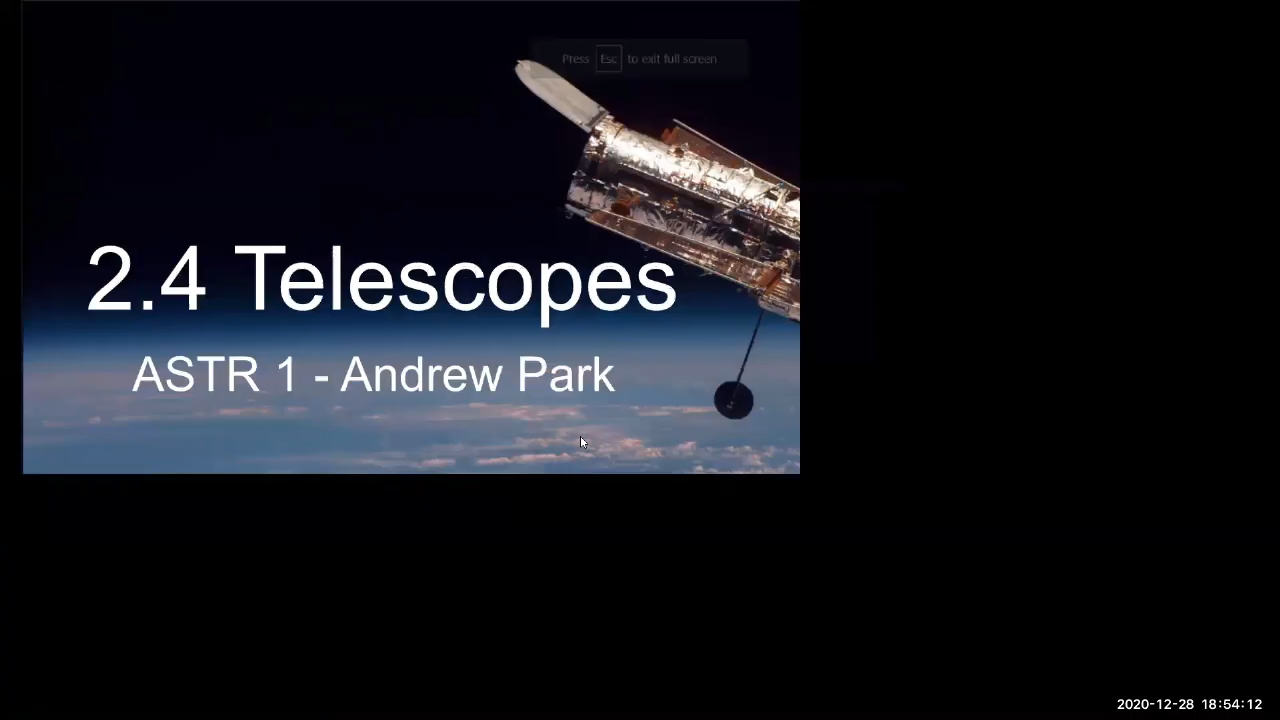 Press Esc to exit full screen
2.4 Telescopes
ASTR 1 - Andrew Park
2020-12-28 18:54:12